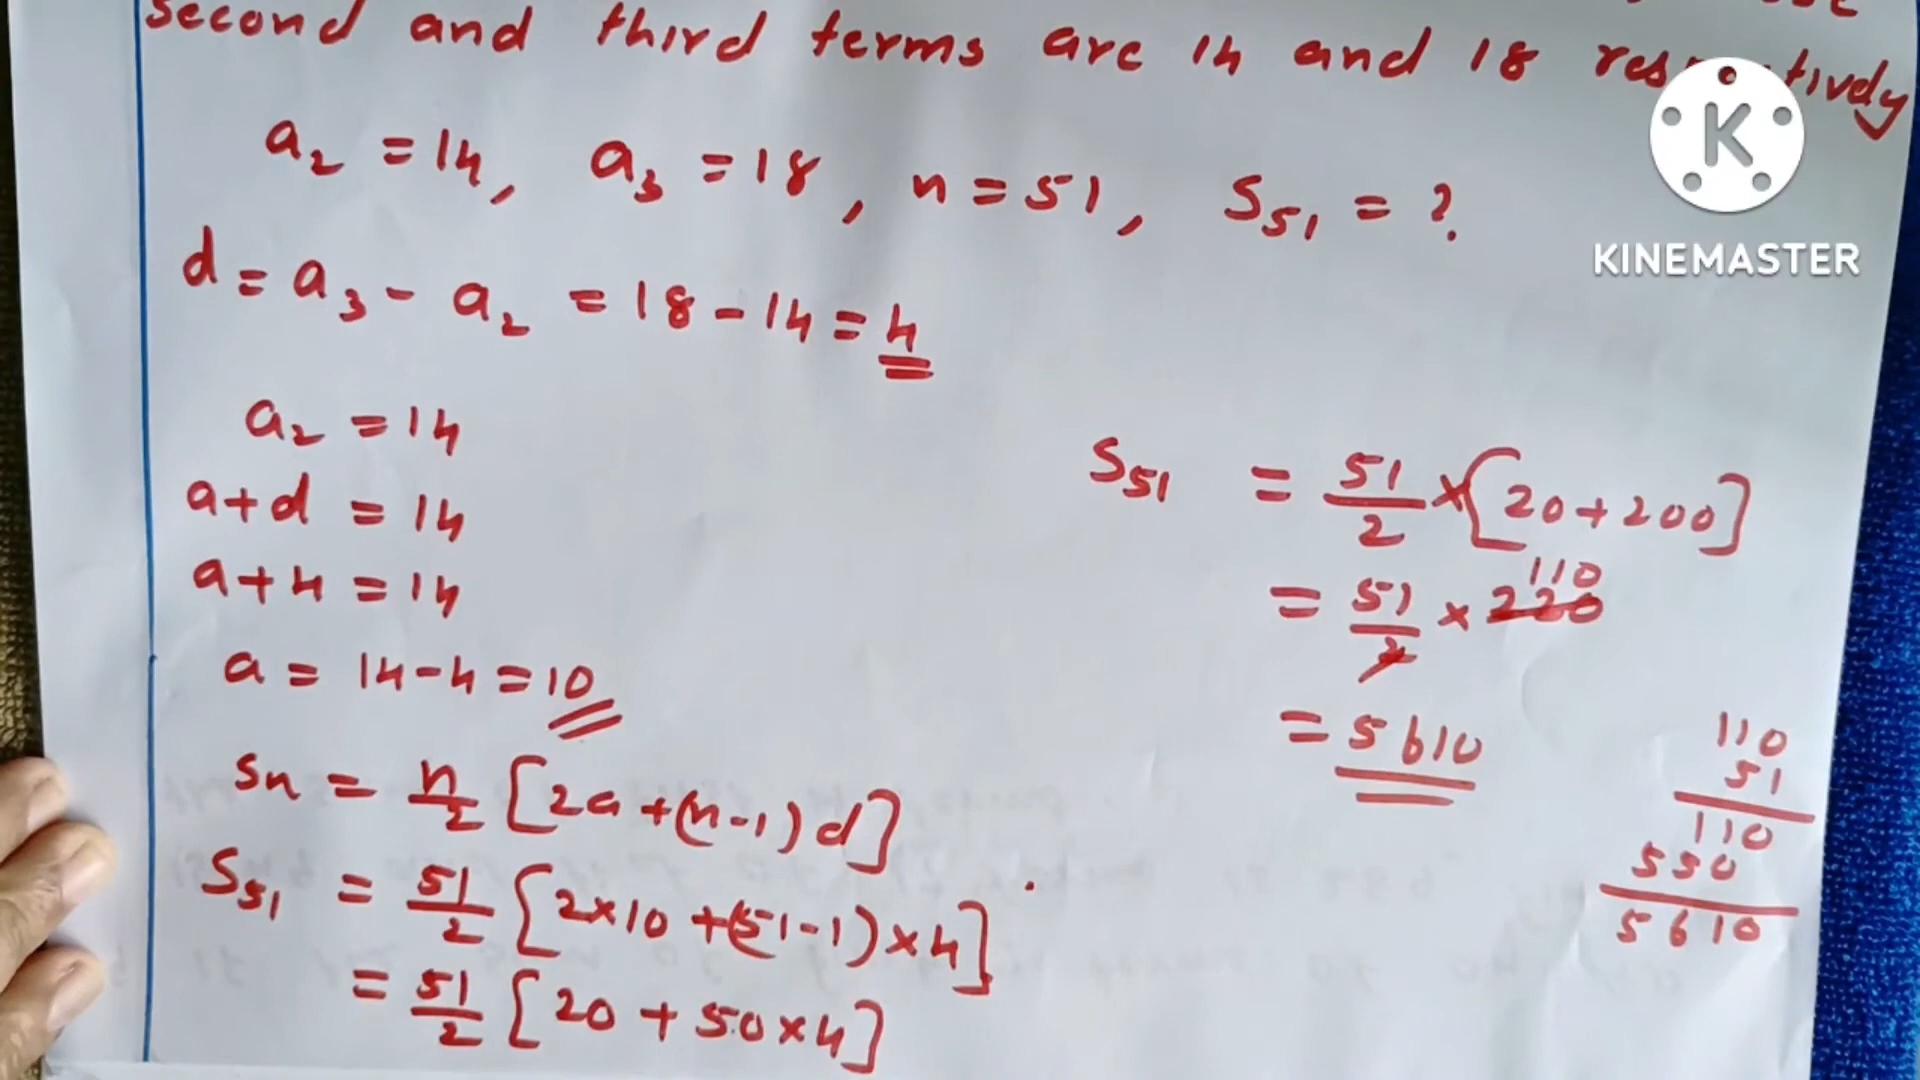 second and third terms are 14 and 18
a₂ = 14, a₃ = 18, n = 51, S₅₁ = ?
d = a₃ - a₂ = 18 - 14 = 4
a₂ = 14
a + d = 14
a + 4 = 14
a = 14 - 4 = 10
Sn = n/2 [2a + (n-1) d]
S₅₁ = 51/2 [2×10 + (51-1) × 4]
= 51/2 [20 + 50×4]
S₅₁ = 51/2 × [20 + 200]
110
= 51/2 × 220
= 5610
110
51
110
550
5610
K
KINEMASTER